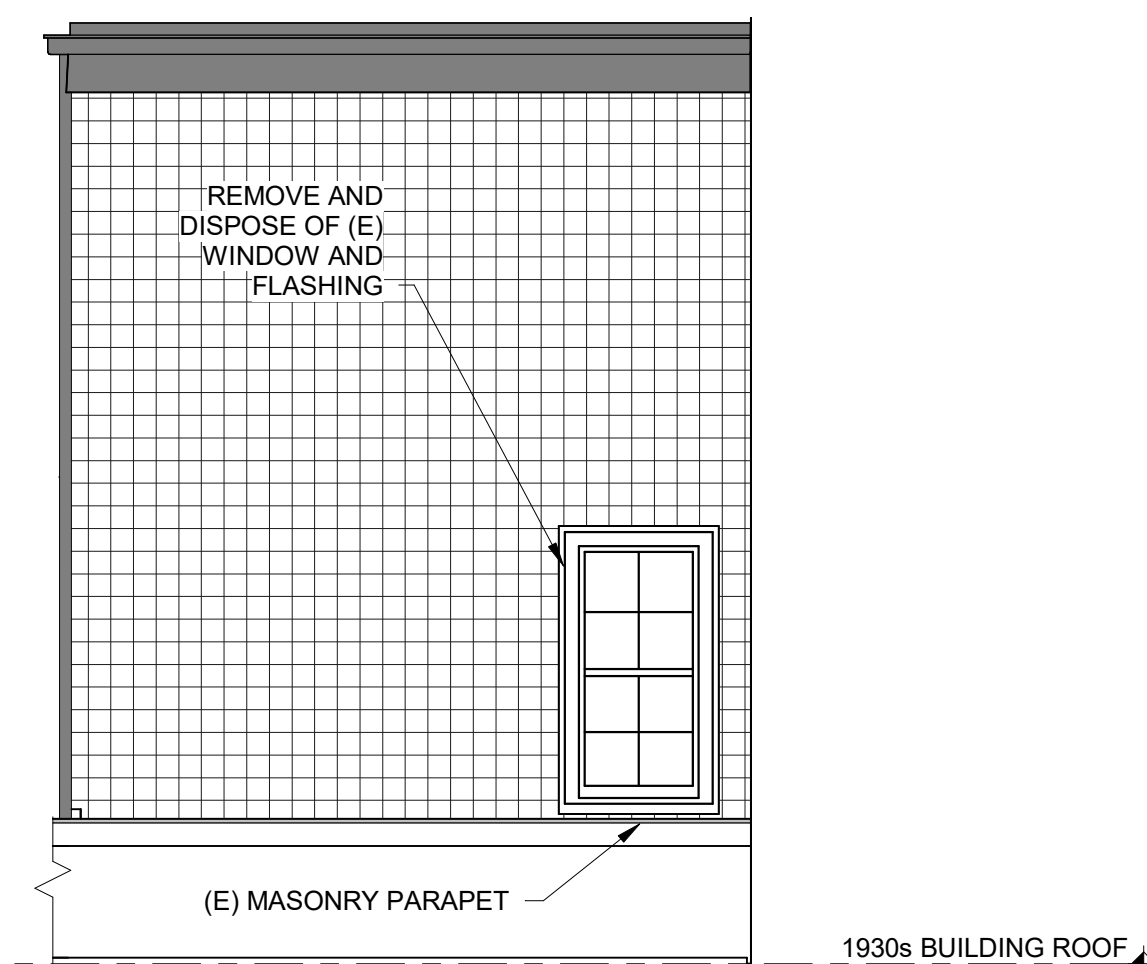 REMOVE AND
DISPOSE OF (E)
WINDOW AND
FLASHING
(E) MASONRY PARAPET
1930s BUILDING ROOF